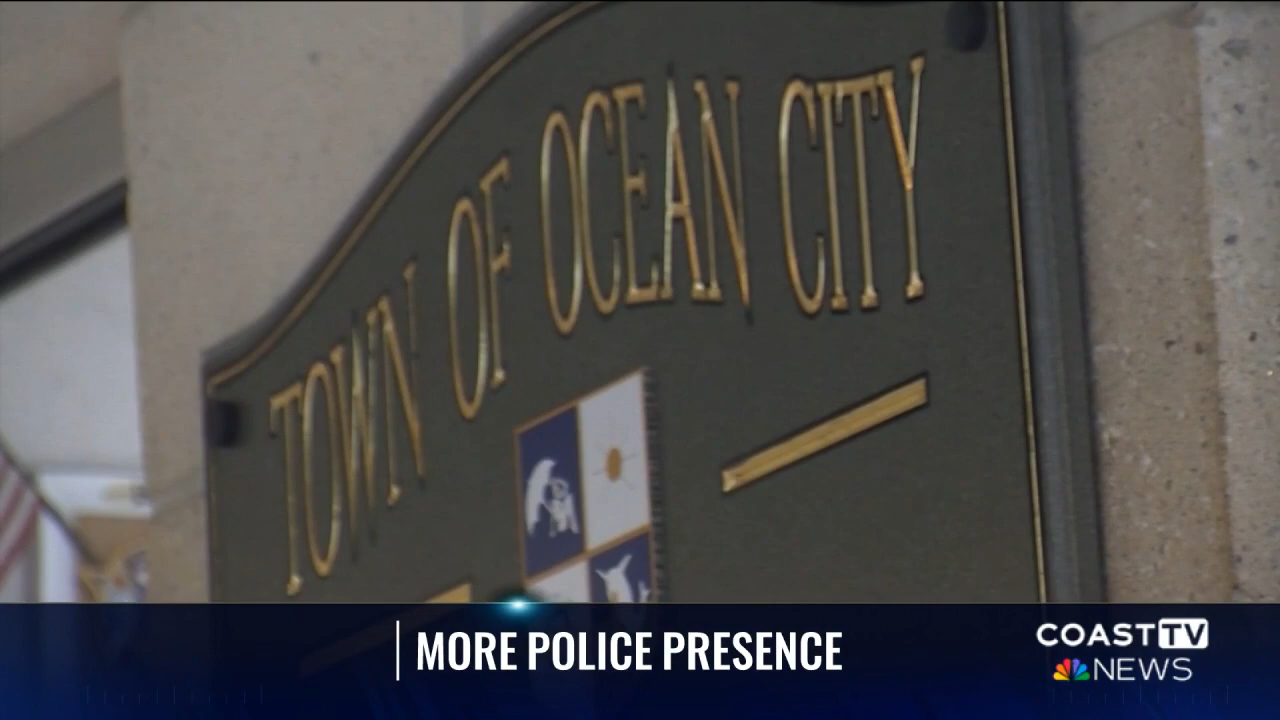 TOWN OF OCEAN CITY
MORE POLICE PRESENCE
COAST TV
NEWS